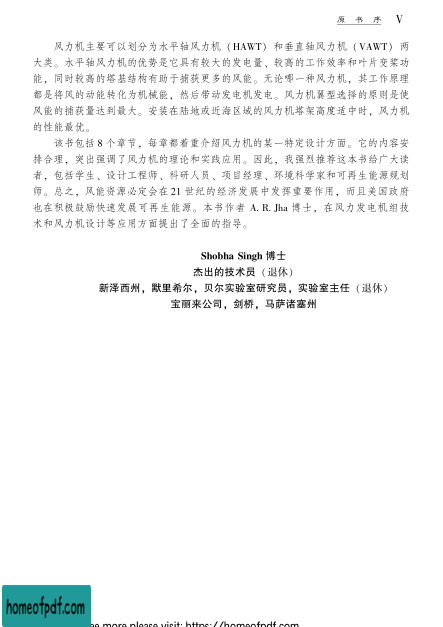 原 书 序 V
风力机主要可以划分为水平轴风力机（HAWT）和垂直轴风力机（VAWT）两
大类。水平轴风力机的优势是它具有较大的发电量、较高的工作效率和叶片变桨功
能，同时较高的塔基结构有助于捕获更多的风能。无论哪一种风力机，其工作原理
都是将风的动能转化为机械能，然后带动发电机发电。风力机翼型选择的原则是使
风能的捕获量达到最大。安装在陆地或近海区域的风力机塔架高度适中时，风力机
的性能最优。
该书包括 8 个章节，每章都着重介绍风力机的某一特定设计方面。它的内容安
排合理，突出强调了风力机的理论和实践应用。因此，我强烈推荐这本书给广大读
者，包括学生、设计工程师、科研人员、项目经理、环境科学家和可再生能源规划
师。总之，风能资源必定会在 21 世纪的经济发展中发挥重要作用，而且美国政府
也在积极鼓励快速发展可再生能源。本书作者 A. R. Jha 博士，在风力发电机组技
术和风力机设计等应用方面提出了全面的指导。
Shobha Singh 博士
杰出的技术员（退休）
新泽西州，默里希尔，贝尔实验室研究员，实验室主任（退休）
宝丽来公司，剑桥，马萨诸塞州
homeofpdf.com
more please visit: https://homeofpdf.com